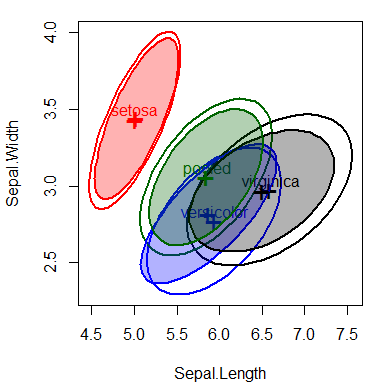 4.0
3.5
3.0
2.5
Sepal.Width
setosa
pooled
virginica
versicolor
4.5 5.0 5.5 6.0 6.5 7.0 7.5
Sepal.Length